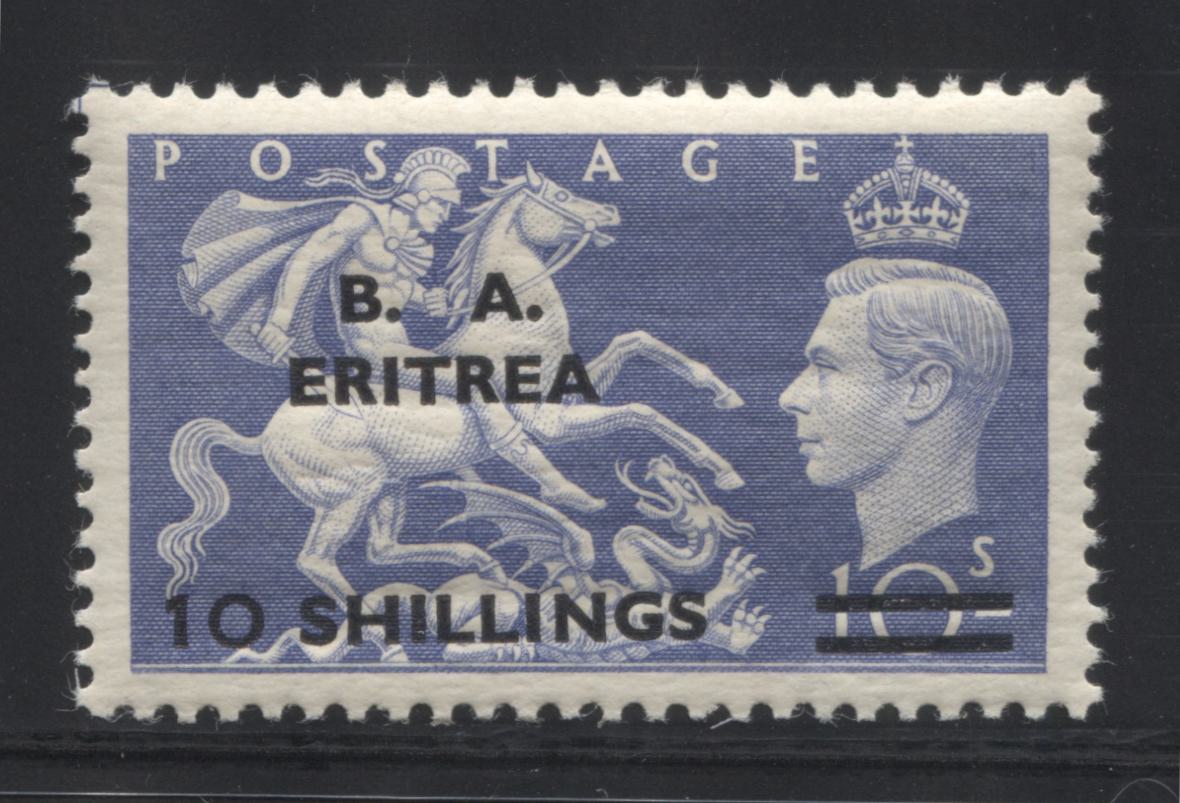 POSTAGE
B. A.
ERITREA
10 SHILLINGS
10s